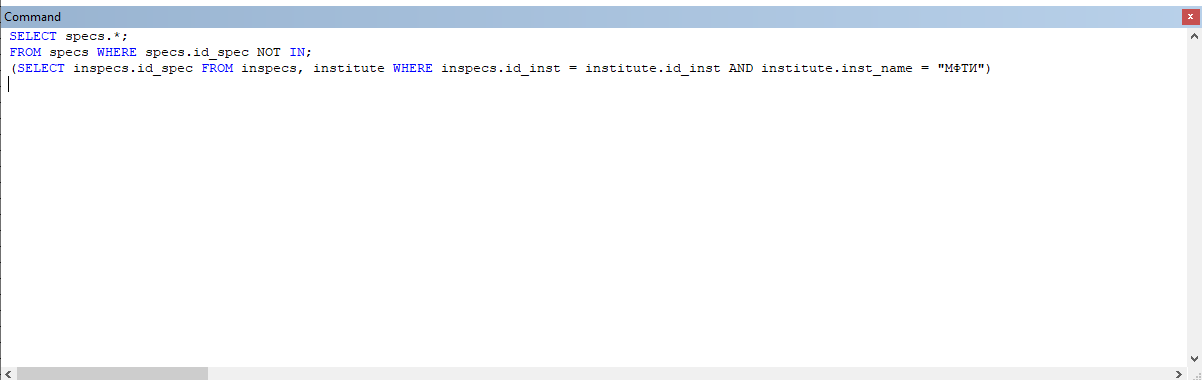 Command
SELECT specs.*;
FROM specs WHERE specs.id_spec NOT IN;
(SELECT inspecs.id_spec FROM inspecs, institute WHERE inspecs.id_inst = institute.id_inst AND institute.inst_name = "МФТИ")